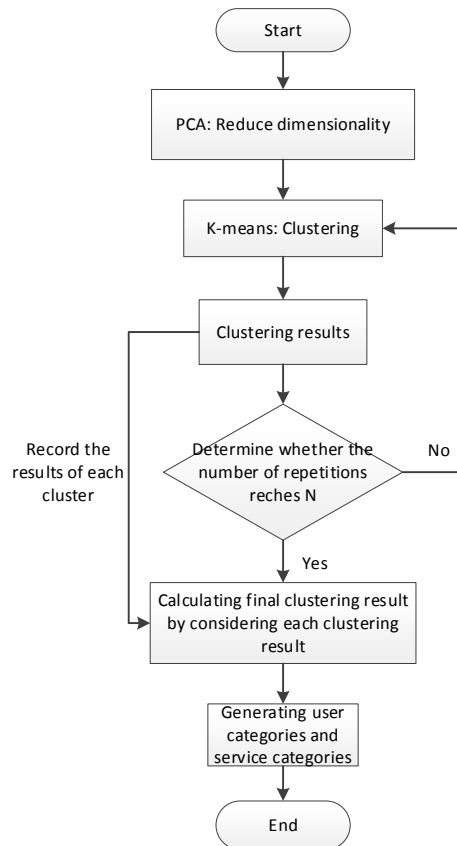 Start
PCA: Reduce dimensionality
K-means: Clustering
Clustering results
Record the
results of each
cluster
Determine whether the
number of repetitions
reches N
No
Yes
Calculating final clustering result
by considering each clustering
result
Generating user
categories and
service categories
End